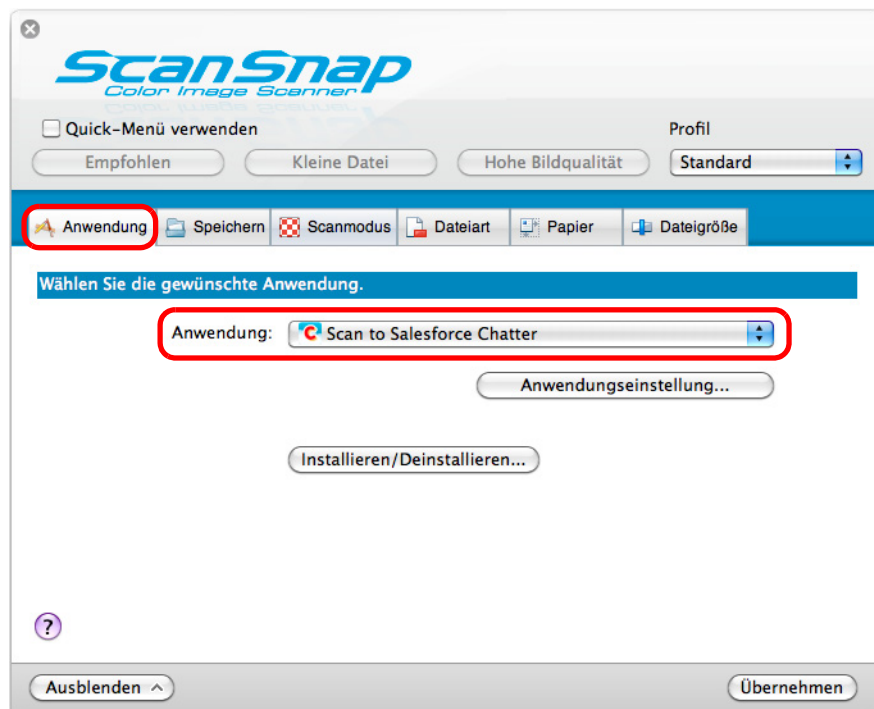 ScanSnap
Color Image Scanner
Quick-Menü verwenden
Profil
Empfohlen
Kleine Datei
Hohe Bildqualität
Standard
Anwendung
Speichern
Scanmodus
Dateiart
Papier
Dateigröße
Wählen Sie die gewünschte Anwendung.
Anwendung:
C Scan to Salesforce Chatter
Anwendungseinstellung...
Installieren/Deinstallieren...
?
Ausblenden
Übernehmen